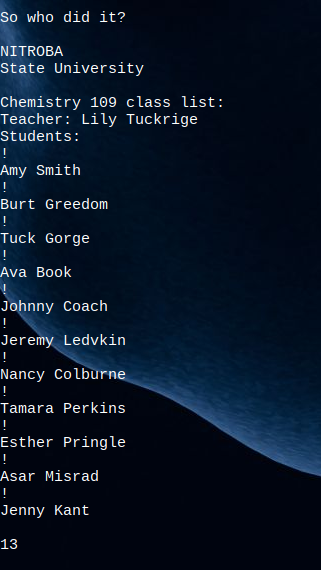 So who did it?
NITROBA
State University
Chemistry 109 class list:
Teacher: Lily Tuckrige
Students:
!
Amy Smith
!
Burt Greedom
!
Tuck Gorge
!
Ava Book
!
Johnny Coach
!
Jeremy Ledvkin
!
Nancy Colburne
!
Tamara Perkins
!
Esther Pringle
!
Asar Misrad
!
Jenny Kant
13